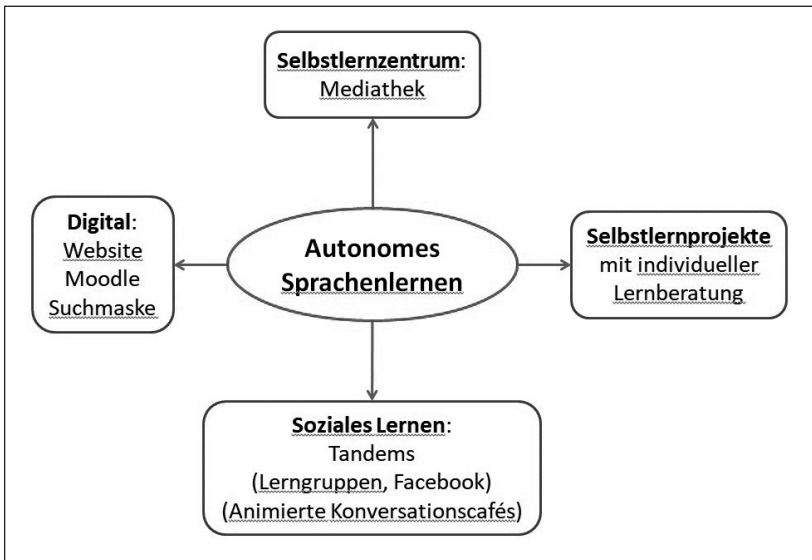 Selbstlernzentrum:
Mediathek
Digital:
Website
Moodle
Suchmaske
Autonomes
Sprachenlernen
Selbstlernprojekte
mit individueller
Lernberatung
Soziales Lernen:
Tandems
(Lerngruppen, Facebook)
(Animierte Konversationscafés)